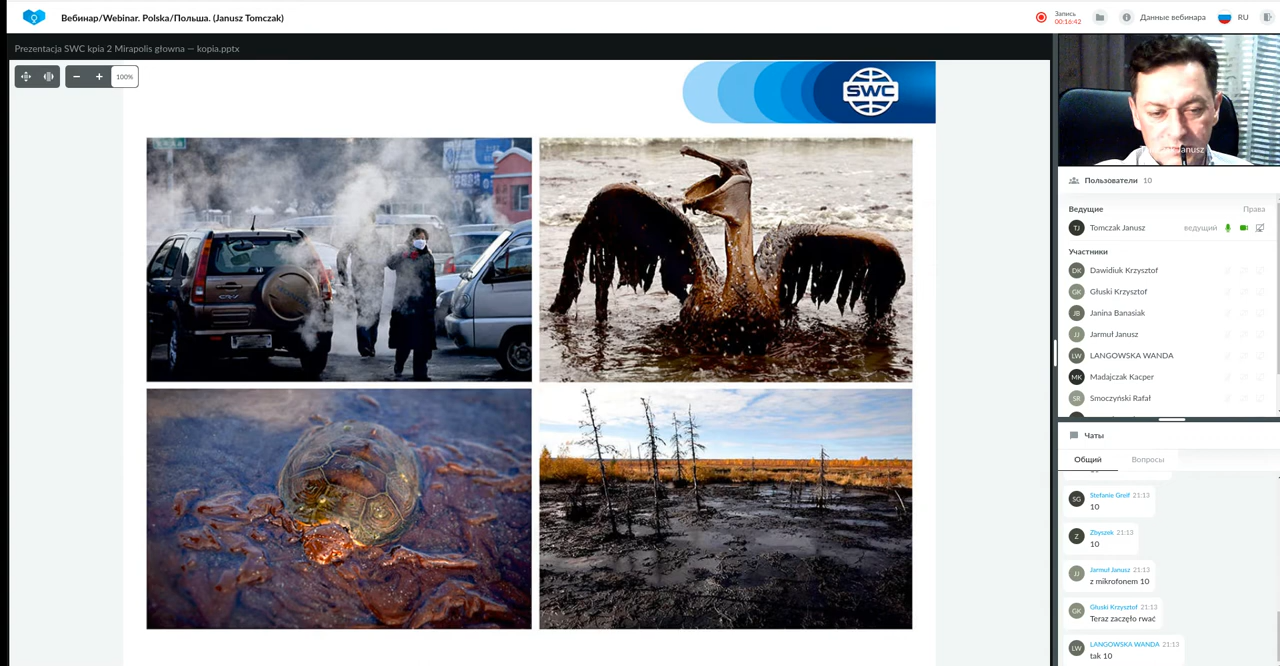 Вебинар/Webinar. Polska/Польша. (Janusz Tomczak)
Запись
00:16:42
Данные вебинара
RU
Prezentacja SWC kpia 2 Mirapolis głowna — kopia.pptx
100%
SWC
Janusz
Пользователи 10
Ведущие
Права
TJ Tomczak Janusz ведущий
Участники
DK Dawidiuk Krzysztof
GK Głuski Krzysztof
JB Janina Banasiak
JJ Jarmuł Janusz
LW LANGOWSKA WANDA
MK Madajczak Kacper
SR Smoczyński Rafał
Чаты
Общий Вопросы
SG Stefanie Greif 21:13
10
Z Zbyszek 21:13
10
JJ Jarmuł Janusz 21:13
z mikrofonem 10
GK Głuski Krzysztof 21:13
Teraz zaczęło rwać
LW LANGOWSKA WANDA 21:13
tak 10